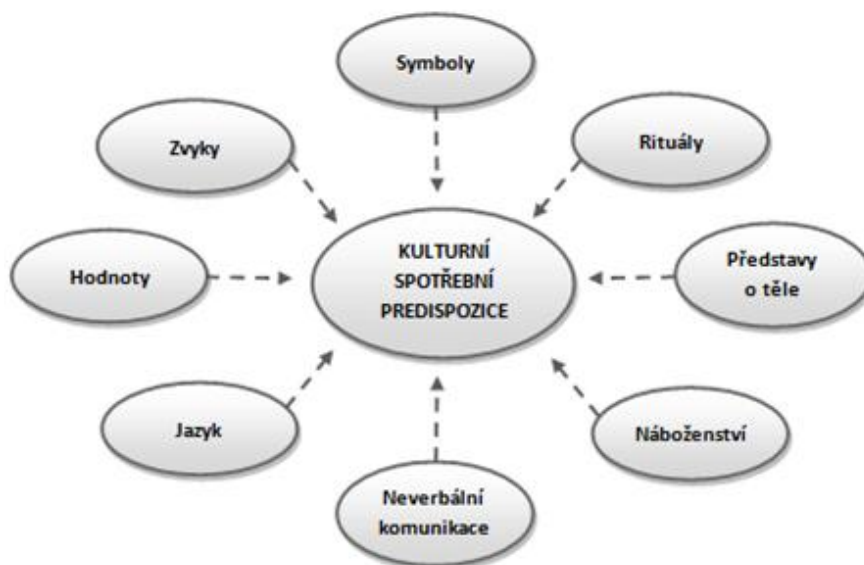 Symboly
Zvyky
Rituály
KULTURNÍ
SPOTŘEBNÍ
PREDISPOZICE
Hodnoty
Představy
o těle
Jazyk
Náboženství
Neverbální
komunikace